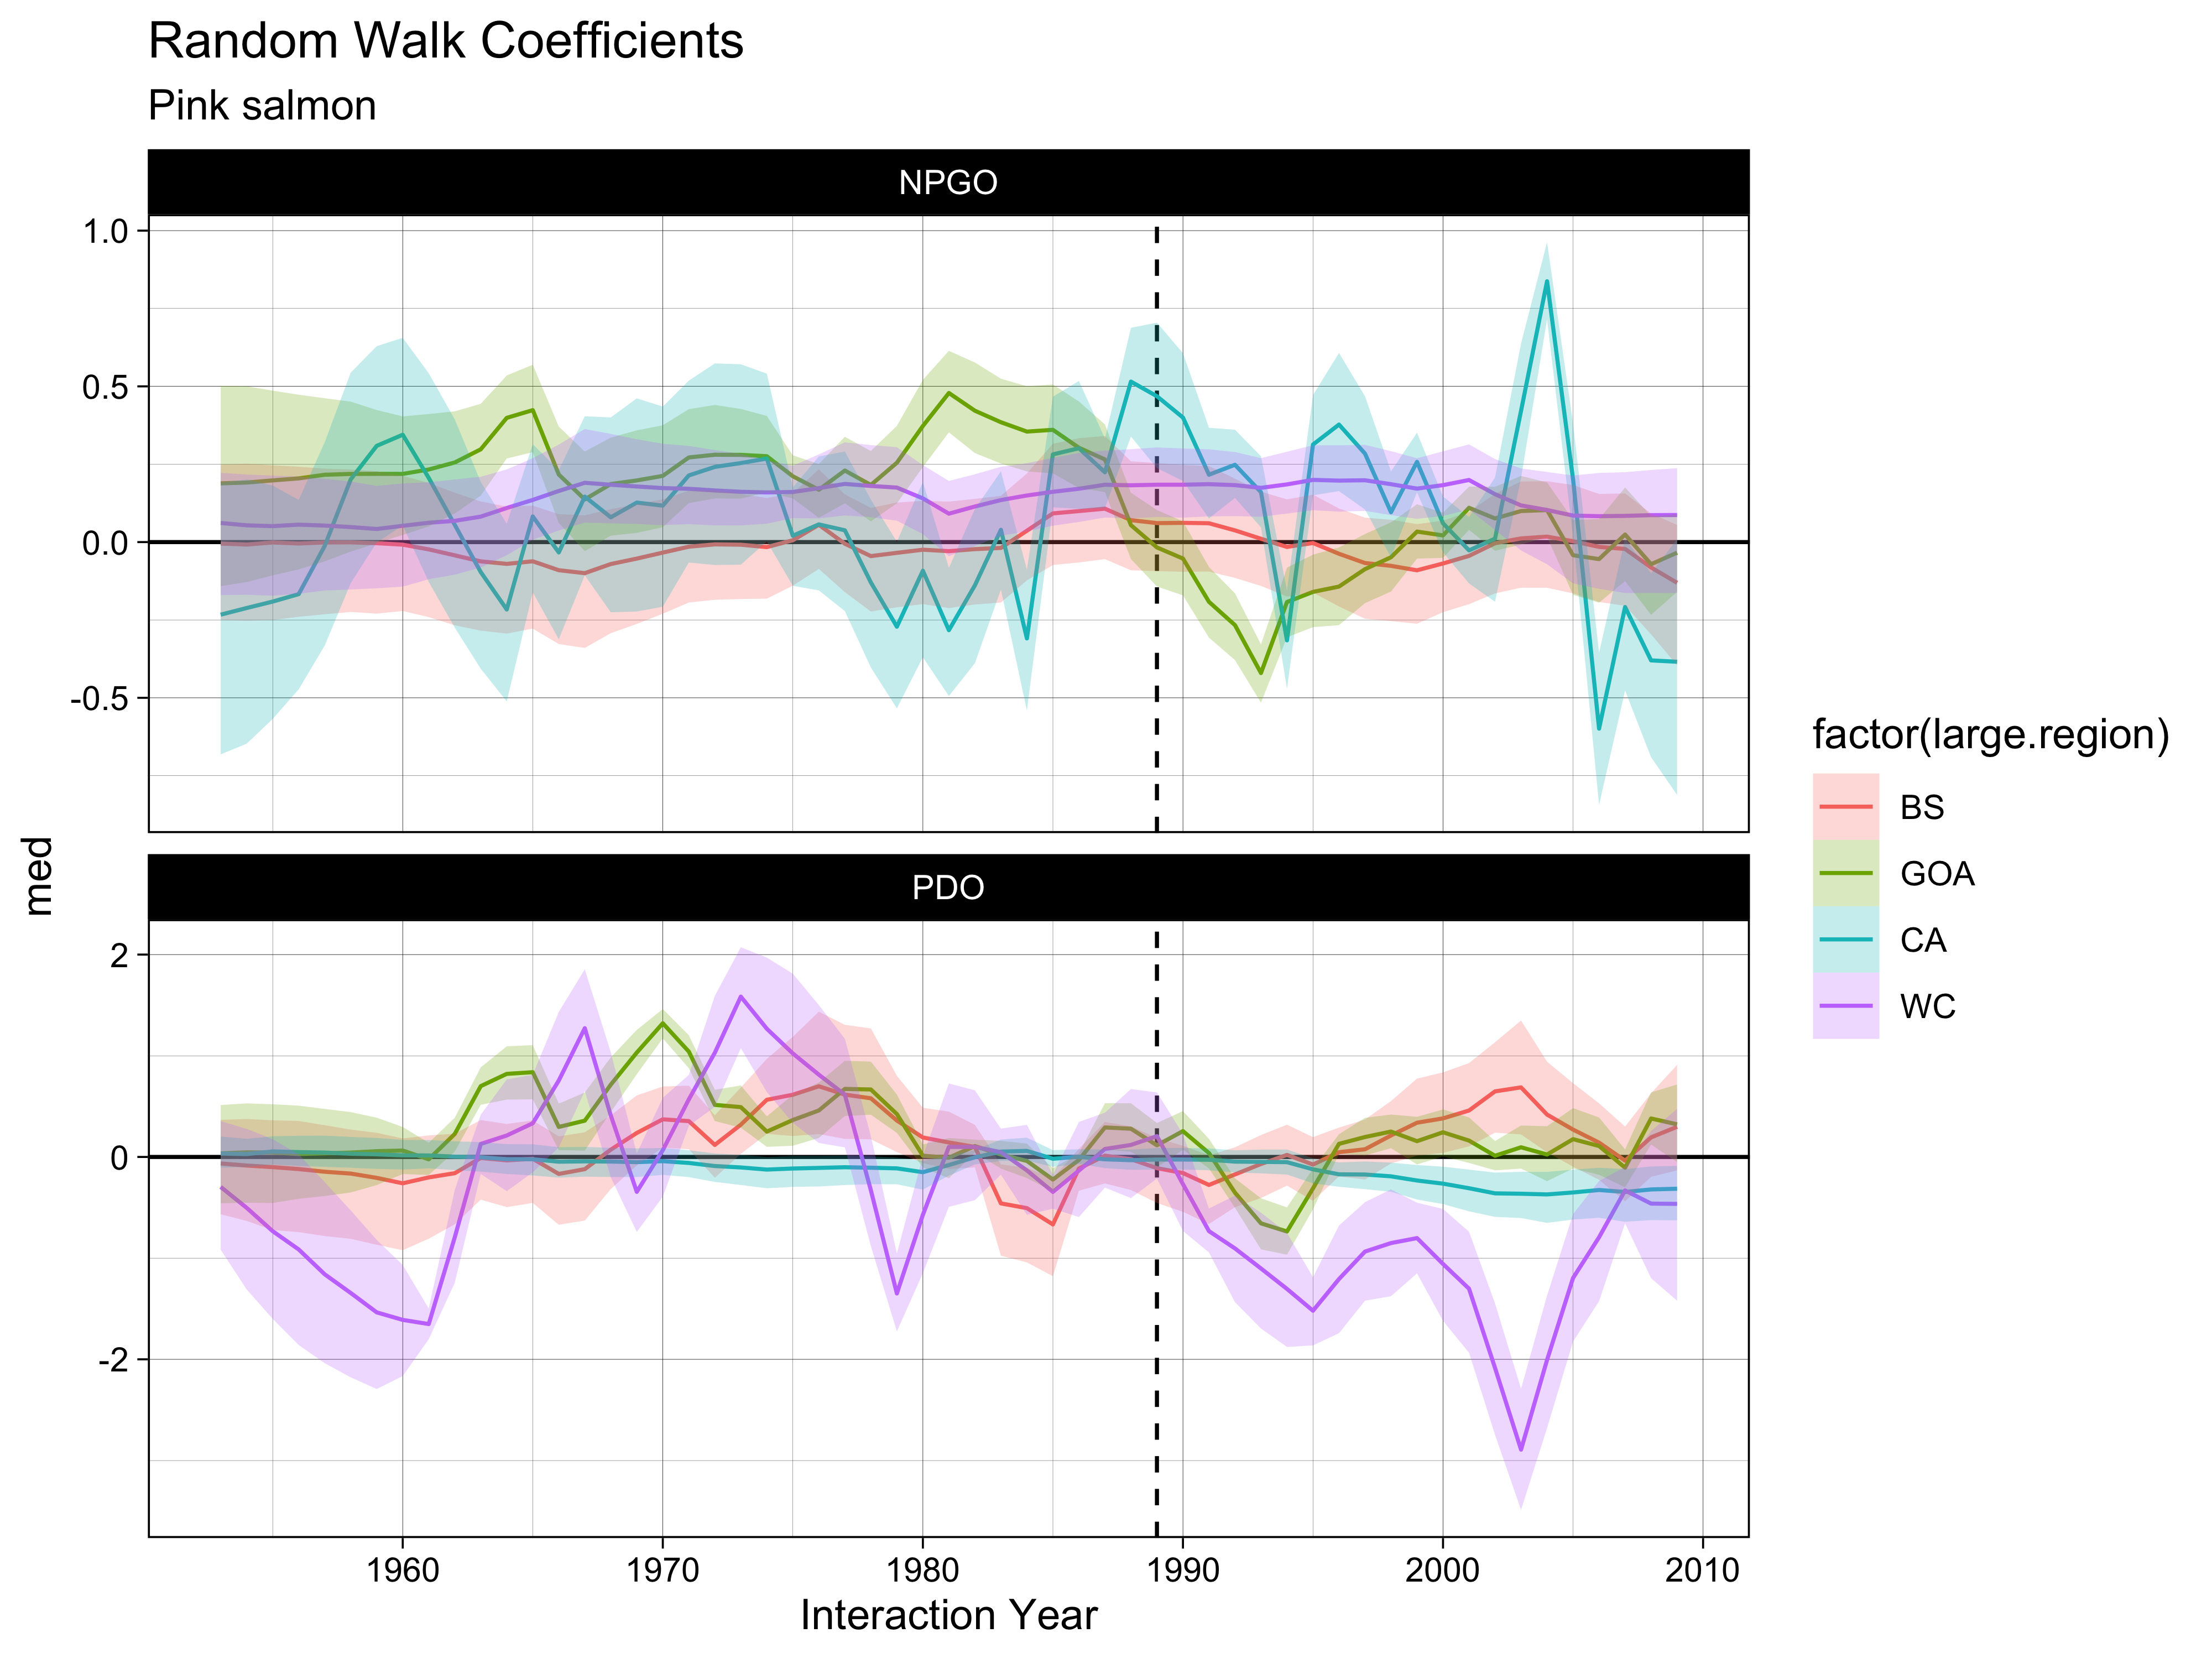 Random Walk Coefficients
Pink salmon
NPGO
1.0
0.5
0.0
-0.5
med
PDO
2
0
-2
1960 1970 1980 1990 2000 2010
Interaction Year
factor(large.region)
BS
GOA
CA
WC